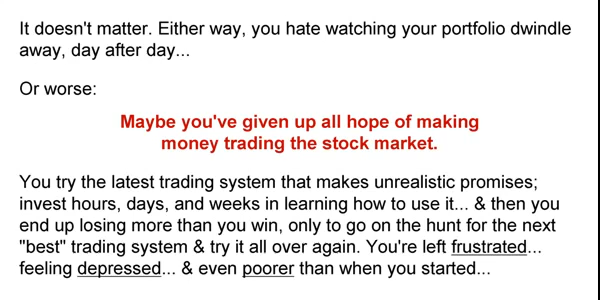 It doesn't matter. Either way, you hate watching your portfolio dwindle
away, day after day...
Or worse:
Maybe you've given up all hope of making
money trading the stock market.
You try the latest trading system that makes unrealistic promises;
invest hours, days, and weeks in learning how to use it... & then you
end up losing more than you win, only to go on the hunt for the next
"best" trading system & try it all over again. You're left frustrated...
feeling depressed... & even poorer than when you started...